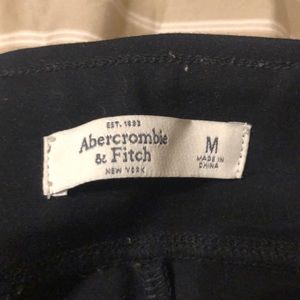 EST. 1892
Abercrombie
& Fitch
NEW YORK
M
MADE IN
CHINA